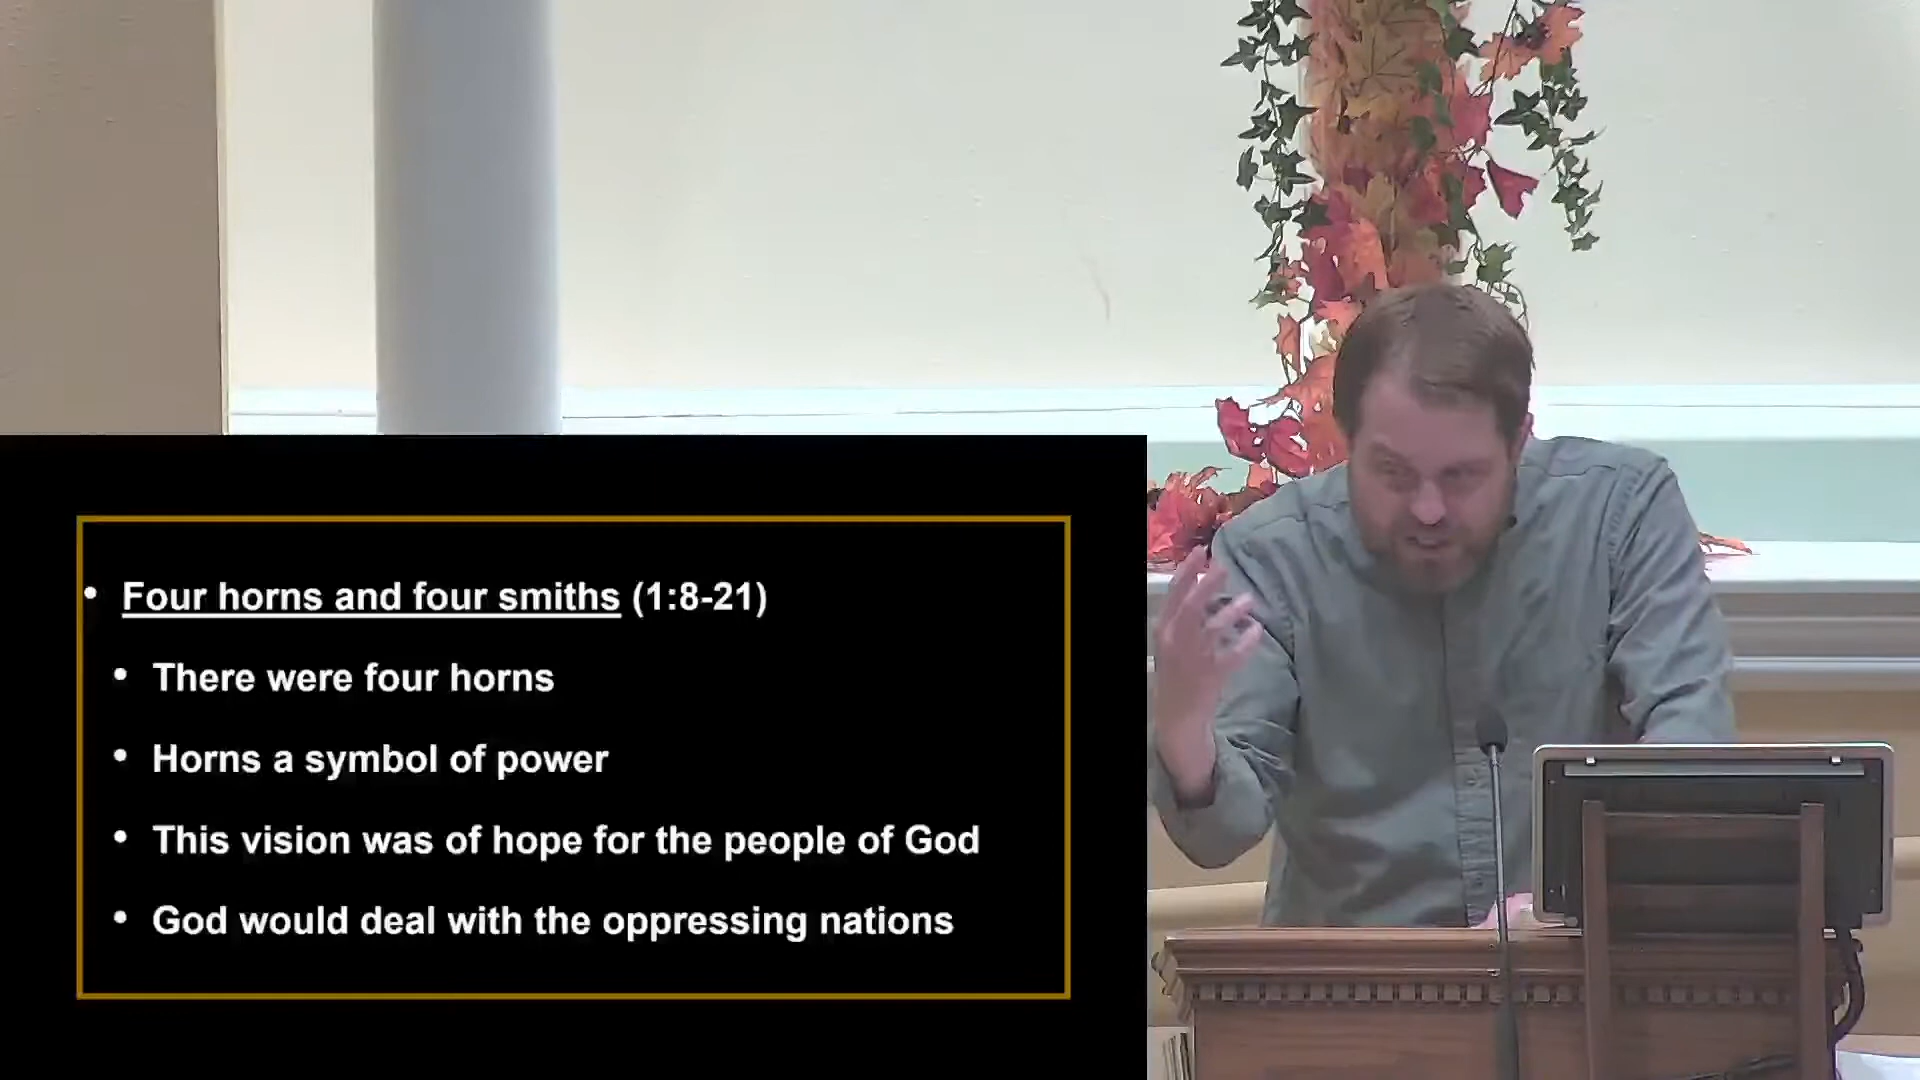 • Four horns and four smiths (1:8-21)
• There were four horns
• Horns a symbol of power
• This vision was of hope for the people of God
• God would deal with the oppressing nations